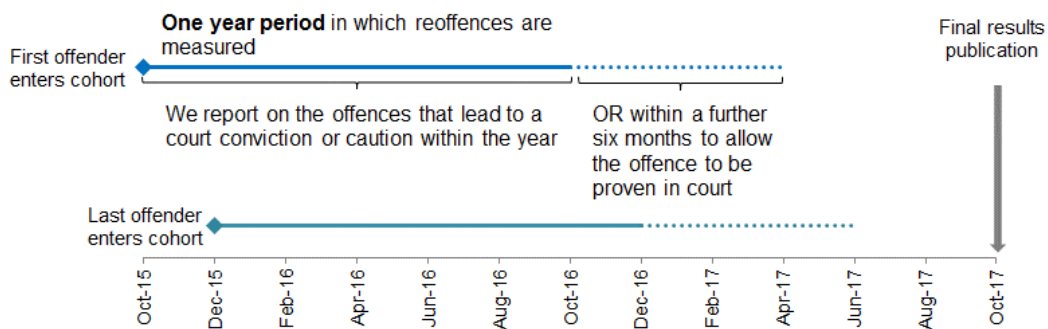 One year period in which reoffences are
measured
Final results
publication
First offender
enters cohort
We report on the offences that lead to a
court conviction or caution within the year
OR within a further
six months to allow
the offence to be
proven in court
Last offender
enters cohort
Oct-15
Dec-15
Feb-16
Apr-16
Jun-16
Aug-16
Oct-16
Dec-16
Feb-17
Apr-17
Jun-17
Aug-17
Oct-17